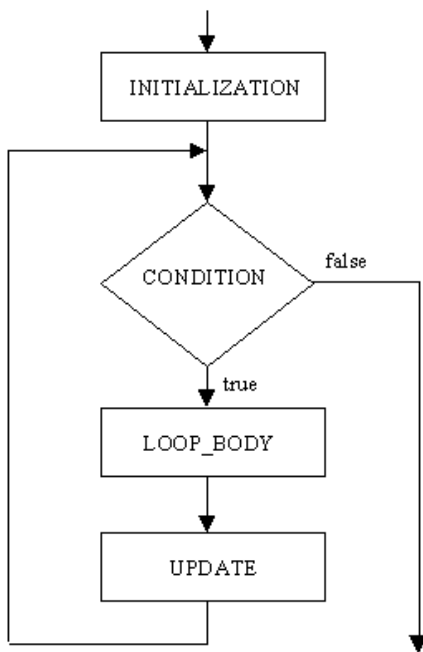 INITIALIZATION
CONDITION
false
true
LOOP_BODY
UPDATE